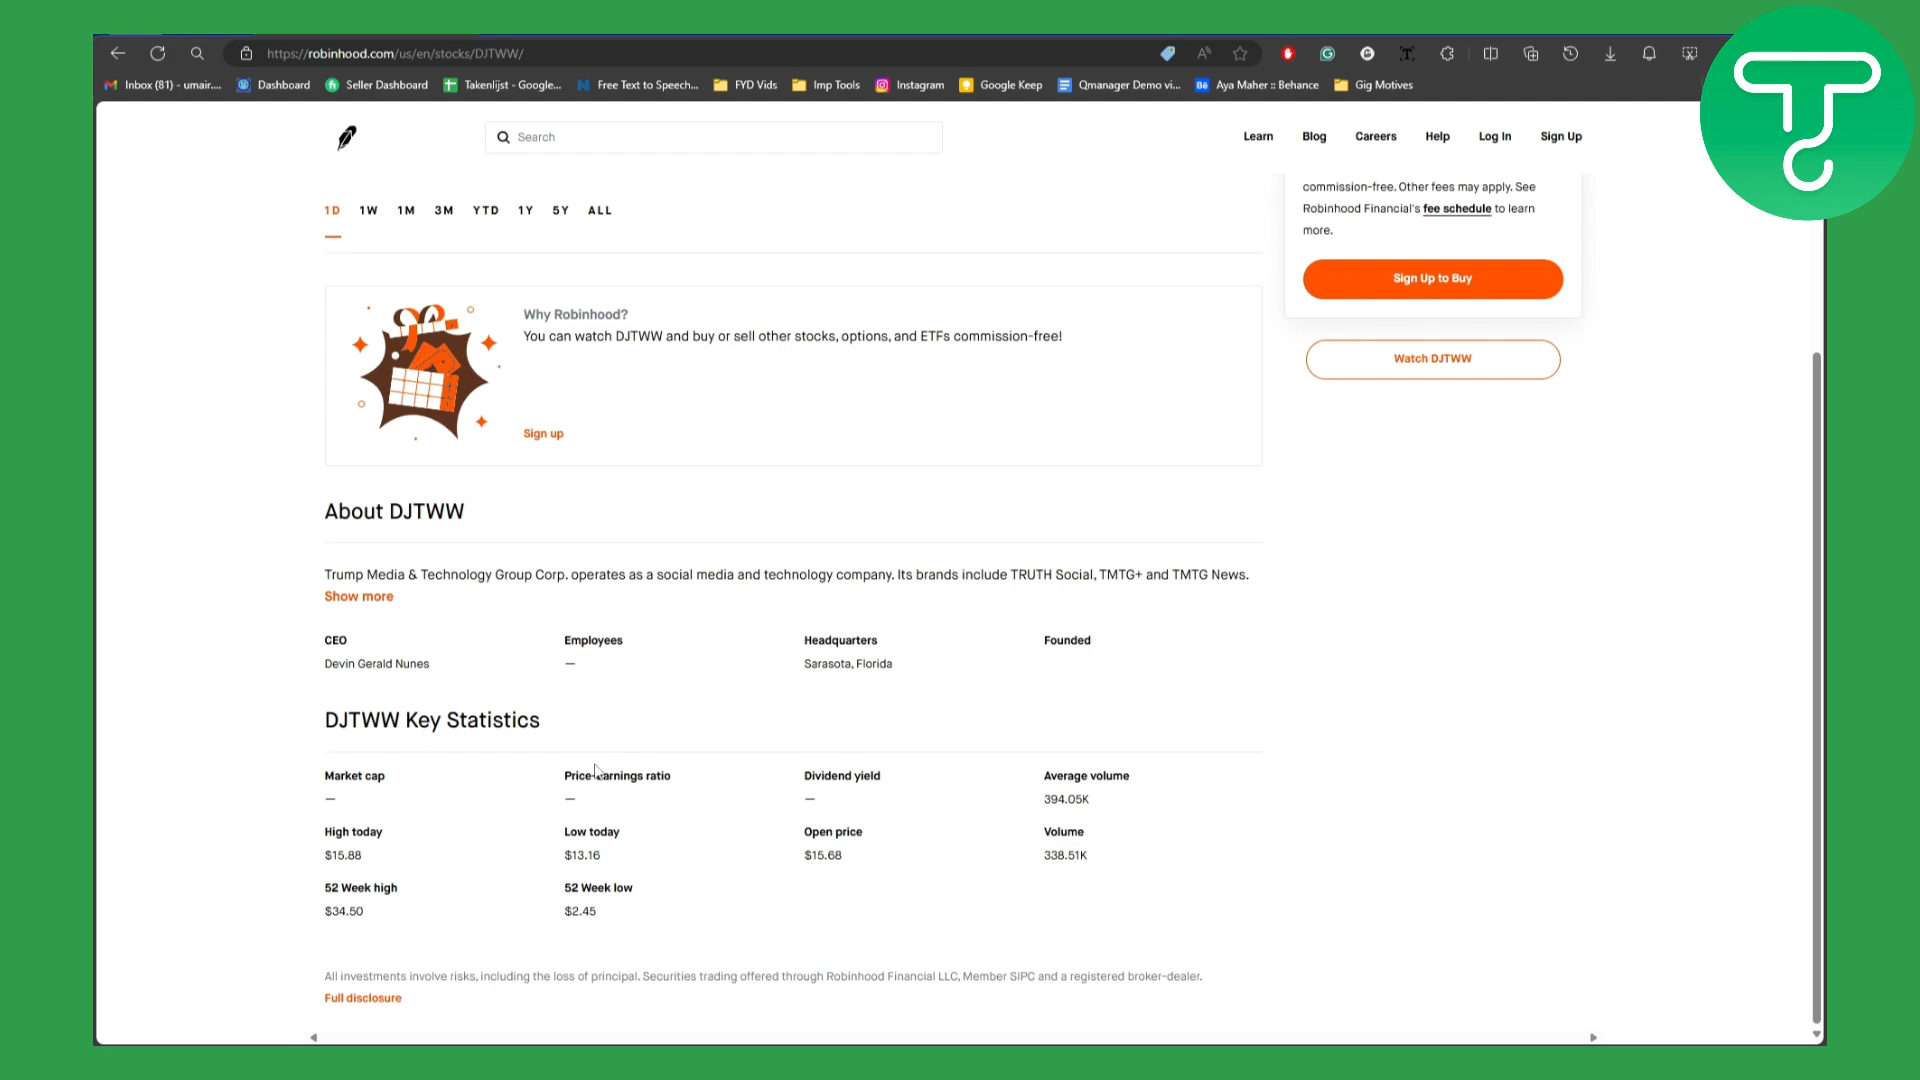 https://robinhood.com/us/en/stocks/DJTWW/
Inbox (81) - umair.... Dashboard Seller Dashboard Takenlijst - Google... Free Text to Speech... FYD Vids Imp Tools Instagram Google Keep Qmanager Demo vi... Aya Maher :: Behance Gig Motives
Search
Learn Blog Careers Help Log In Sign Up
1D 1W 1M 3M YTD 1Y 5Y ALL
commission-free. Other fees may apply. See
Robinhood Financial's fee schedule to learn
more.
Sign Up to Buy
Watch DJTWW
Why Robinhood?
You can watch DJTWW and buy or sell other stocks, options, and ETFs commission-free!
Sign up
About DJTWW
Trump Media & Technology Group Corp. operates as a social media and technology company. Its brands include TRUTH Social, TMTG+ and TMTG News.
Show more
CEO Employees Headquarters Founded
Devin Gerald Nunes — Sarasota, Florida
DJTWW Key Statistics
Market cap Price-earnings ratio Dividend yield Average volume
— — — 394.05K
High today Low today Open price Volume
$15.88 $13.16 $15.68 338.51K
52 Week high 52 Week low
$34.50 $2.45
All investments involve risks, including the loss of principal. Securities trading offered through Robinhood Financial LLC, Member SIPC and a registered broker-dealer.
Full disclosure